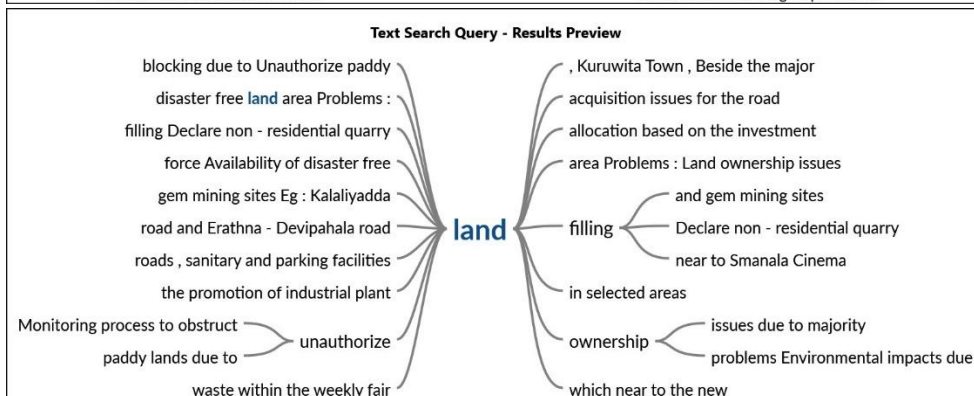 Text Search Query - Results Preview
blocking due to Unauthorize paddy
disaster free land area Problems :
filling Declare non - residential quarry
force Availability of disaster free
gem mining sites Eg : Kalaliyadda
road and Erathna - Devipahala road
roads , sanitary and parking facilities
the promotion of industrial plant
Monitoring process to obstruct
paddy lands due to
unauthorize
waste within the weekly fair
land
, Kuruwita Town , Beside the major
acquisition issues for the road
allocation based on the investment
area Problems : Land ownership issues
filling
and gem mining sites
Declare non - residential quarry
near to Smanala Cinema
in selected areas
ownership
issues due to majority
problems Environmental impacts due
which near to the new